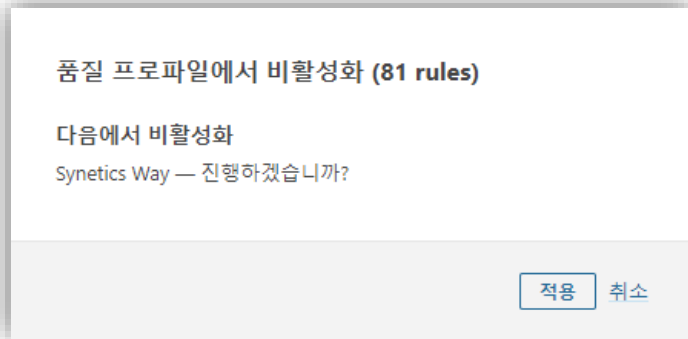 품질 프로파일에서 비활성화 (81 rules)
다음에서 비활성화
Synetics Way — 진행하겠습니까?
적용 취소